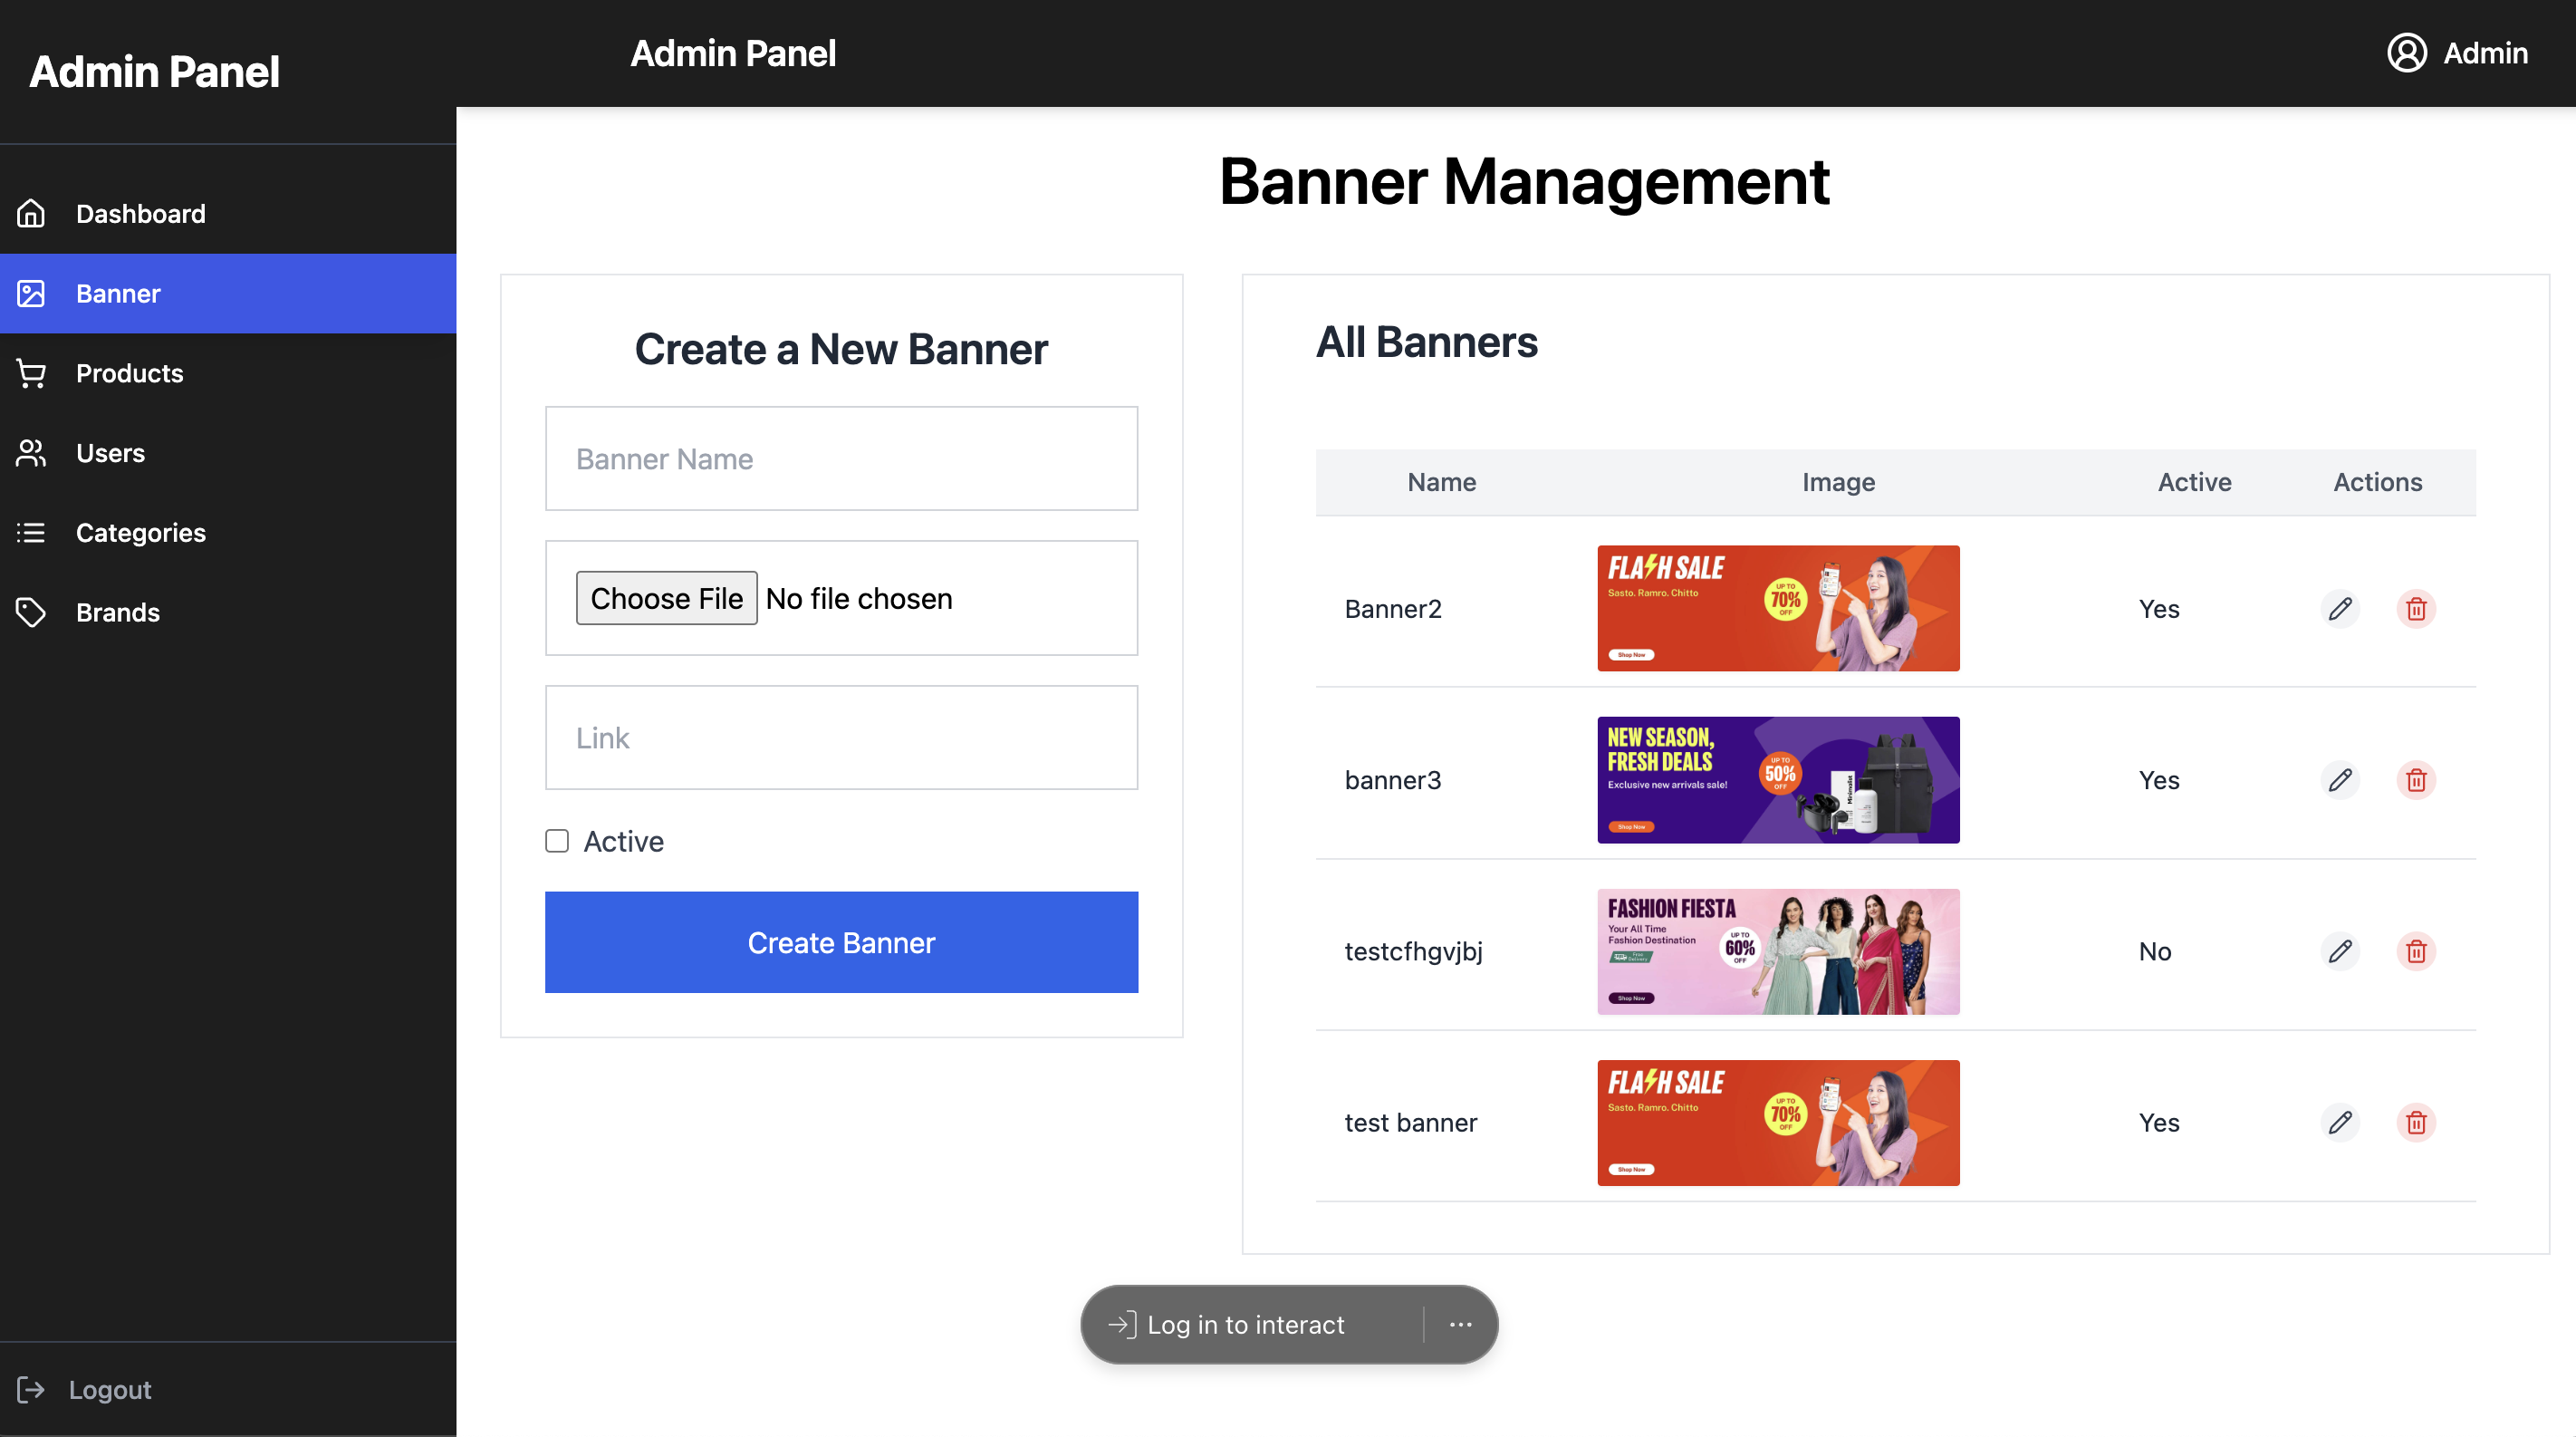 Admin Panel
Admin Panel
Admin
Dashboard
Banner
Products
Users
Categories
Brands
Logout
Banner Management
Create a New Banner
Banner Name
Choose File No file chosen
Link
Active
Create Banner
All Banners
Name Image Active Actions
Banner2
FLASH SALE
Sasto. Ramro. Chitto
UP TO
70%
OFF
Shop Now
Yes
banner3
NEW SEASON,
FRESH DEALS
Exclusive new arrivals sale!
UP TO
50%
OFF
Minimalist
Shop Now
Yes
testcfhgvjbj
FASHION FIESTA
Your All Time
Fashion Destination
Free
Delivery
UP TO
60%
OFF
Shop Now
No
test banner
FLASH SALE
Sasto. Ramro. Chitto
UP TO
70%
OFF
Shop Now
Yes
Log in to interact